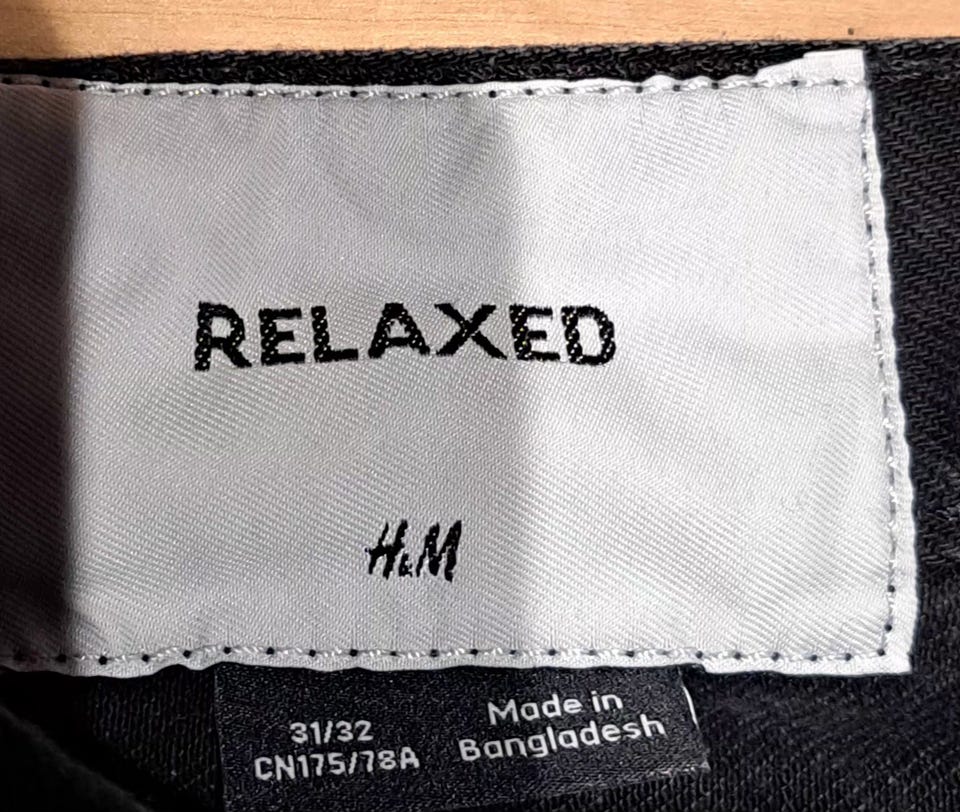 RELAXED
H&M
31/32
CN175/78A
Made in
Bangladesh